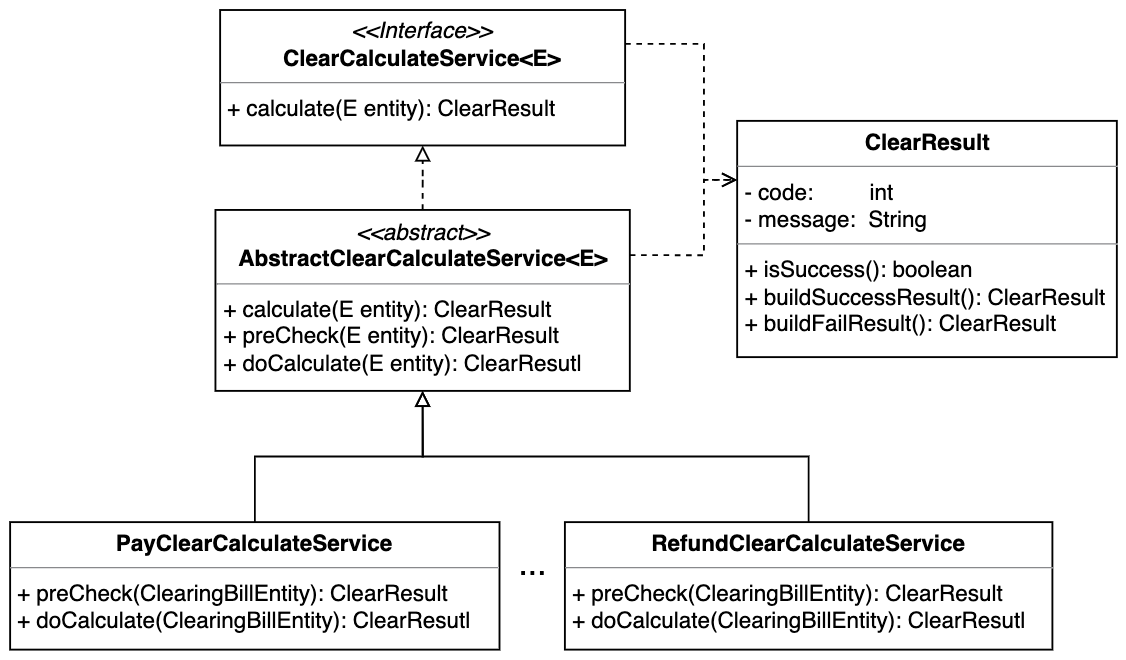 <<Interface>>
ClearCalculateService<E>
+ calculate(E entity): ClearResult
<<abstract>>
AbstractClearCalculateService<E>
+ calculate(E entity): ClearResult
+ preCheck(E entity): ClearResult
+ doCalculate(E entity): ClearResutl
ClearResult
- code: int
- message: String
+ isSuccess(): boolean
+ buildSuccessResult(): ClearResult
+ buildFailResult(): ClearResult
PayClearCalculateService
+ preCheck(ClearingBillEntity): ClearResult
+ doCalculate(ClearingBillEntity): ClearResutl
...
RefundClearCalculateService
+ preCheck(ClearingBillEntity): ClearResult
+ doCalculate(ClearingBillEntity): ClearResutl